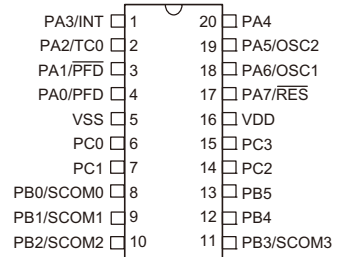 PA3/INT 1 20 PA4
PA2/TC0 2 19 PA5/OSC2
PA1/P̅F̅D̅ 3 18 PA6/OSC1
PA0/PFD 4 17 PA7/R̅E̅S̅
VSS 5 16 VDD
PC0 6 15 PC3
PC1 7 14 PC2
PB0/SCOM0 8 13 PB5
PB1/SCOM1 9 12 PB4
PB2/SCOM2 10 11 PB3/SCOM3